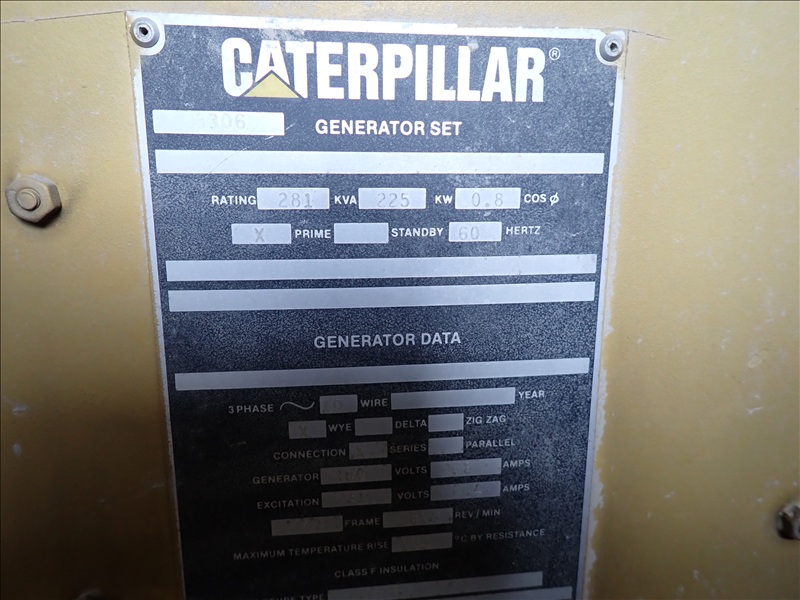 CATERPILLAR®
306 GENERATOR SET
RATING 281 KVA 225 KW 0.8 COS ø
X PRIME STANDBY 60 HERTZ
GENERATOR DATA
3 PHASE WIRE YEAR
X WYE DELTA ZIG ZAG
CONNECTION SERIES PARALLEL
GENERATOR VOLTS AMPS
EXCITATION VOLTS AMPS
FRAME REV/MIN
MAXIMUM TEMPERATURE RISE °C BY RESISTANCE
CLASS F INSULATION
TYPE